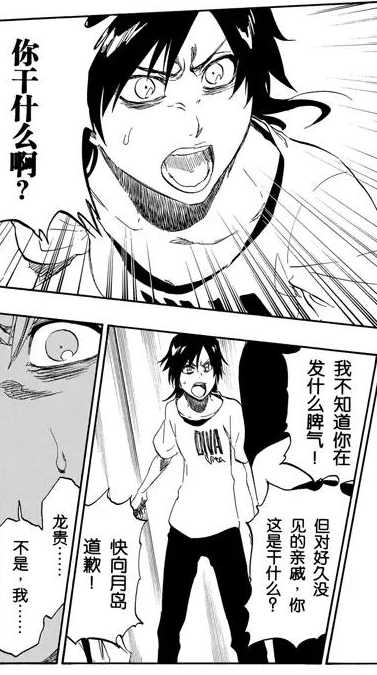 你干什么啊？
我不知道你在
发什么脾气！
但对好久没
见的亲戚，你
这是干什么？
DIVA
快向月岛
道歉！
龙贵……
不是，我……